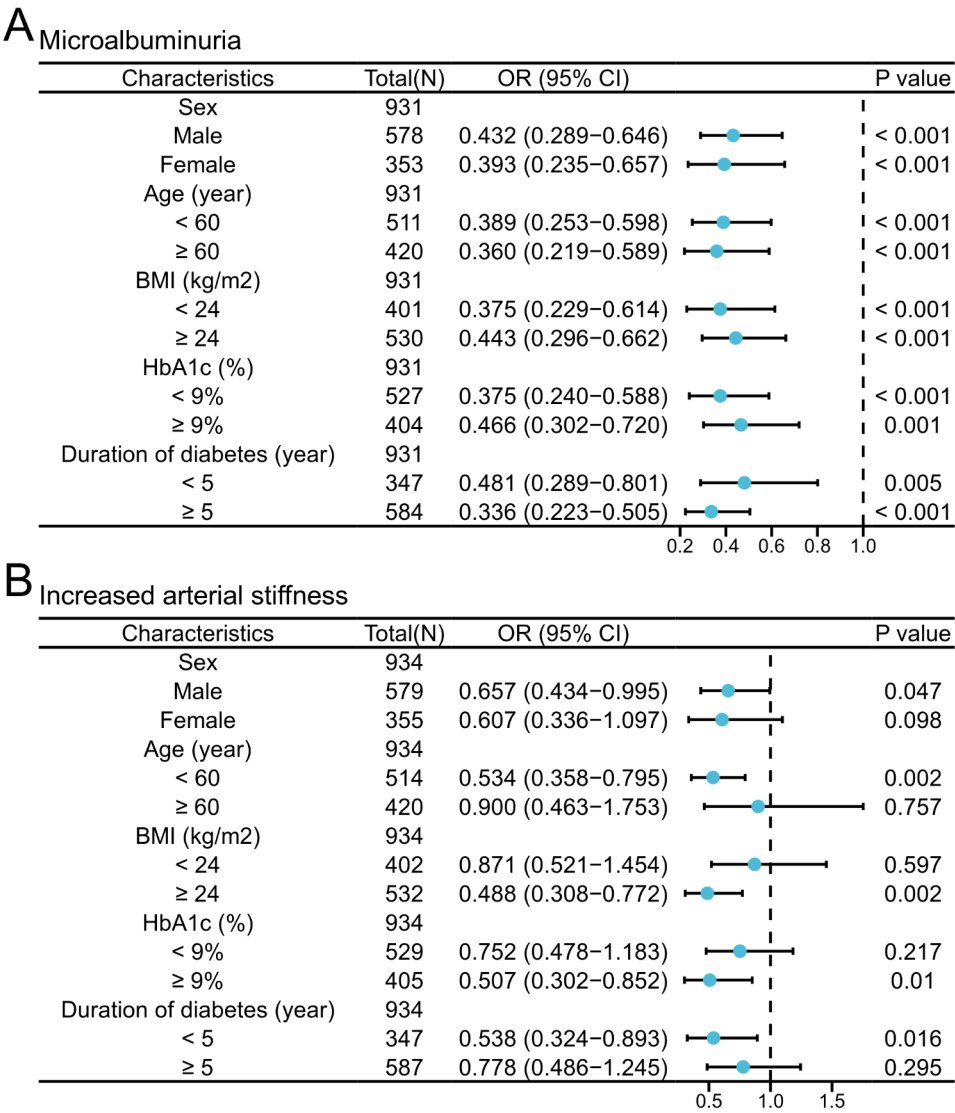 A Microalbuminuria
Characteristics Total(N) OR (95% CI) P value
Sex 931
Male 578 0.432 (0.289−0.646) < 0.001
Female 353 0.393 (0.235−0.657) < 0.001
Age (year) 931
< 60 511 0.389 (0.253−0.598) < 0.001
≥ 60 420 0.360 (0.219−0.589) < 0.001
BMI (kg/m2) 931
< 24 401 0.375 (0.229−0.614) < 0.001
≥ 24 530 0.443 (0.296−0.662) < 0.001
HbA1c (%) 931
< 9% 527 0.375 (0.240−0.588) < 0.001
≥ 9% 404 0.466 (0.302−0.720) 0.001
Duration of diabetes (year) 931
< 5 347 0.481 (0.289−0.801) 0.005
≥ 5 584 0.336 (0.223−0.505) < 0.001
0.2 0.4 0.6 0.8 1.0
B Increased arterial stiffness
Characteristics Total(N) OR (95% CI) P value
Sex 934
Male 579 0.657 (0.434−0.995) 0.047
Female 355 0.607 (0.336−1.097) 0.098
Age (year) 934
< 60 514 0.534 (0.358−0.795) 0.002
≥ 60 420 0.900 (0.463−1.753) 0.757
BMI (kg/m2) 934
< 24 402 0.871 (0.521−1.454) 0.597
≥ 24 532 0.488 (0.308−0.772) 0.002
HbA1c (%) 934
< 9% 529 0.752 (0.478−1.183) 0.217
≥ 9% 405 0.507 (0.302−0.852) 0.01
Duration of diabetes (year) 934
< 5 347 0.538 (0.324−0.893) 0.016
≥ 5 587 0.778 (0.486−1.245) 0.295
0.5 1.0 1.5